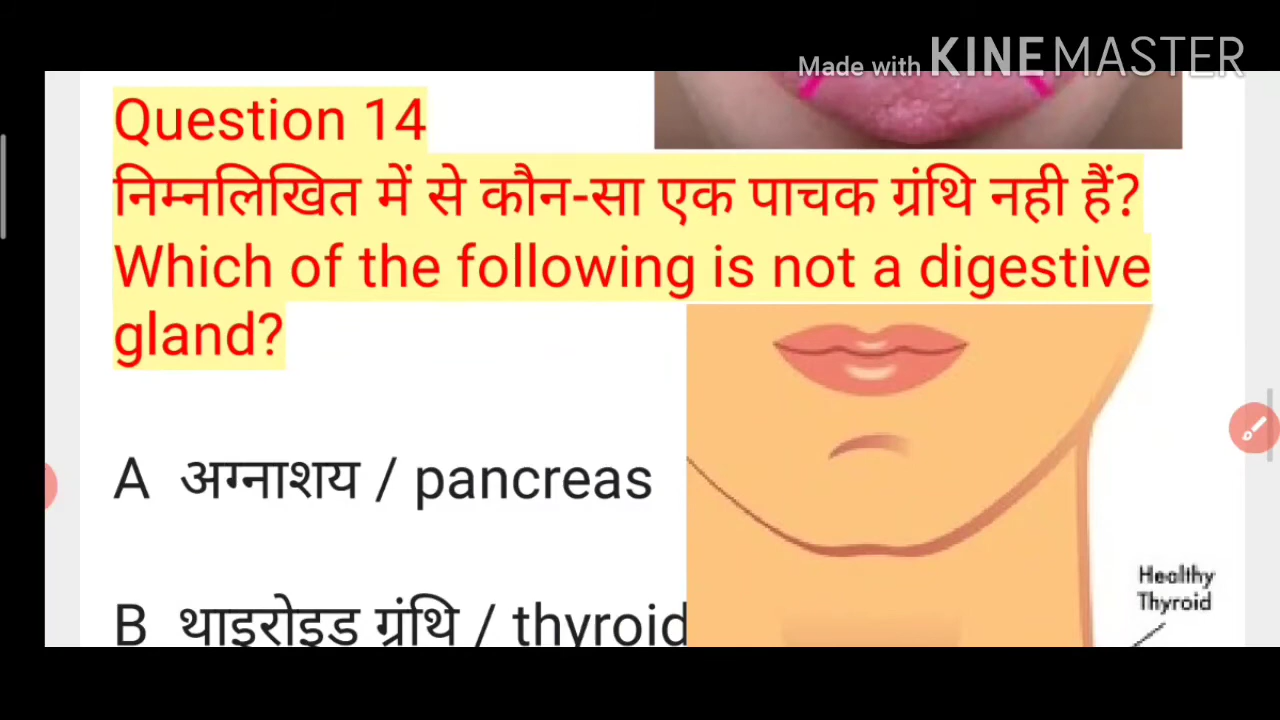 Made with KINEMASTER
Question 14
निम्नलिखित में से कौन-सा एक पाचक ग्रंथि नही हैं?
Which of the following is not a digestive
gland?
A अग्नाशय / pancreas
Healthy
Thyroid
B थाइरोइड ग्रंथि / thyroid